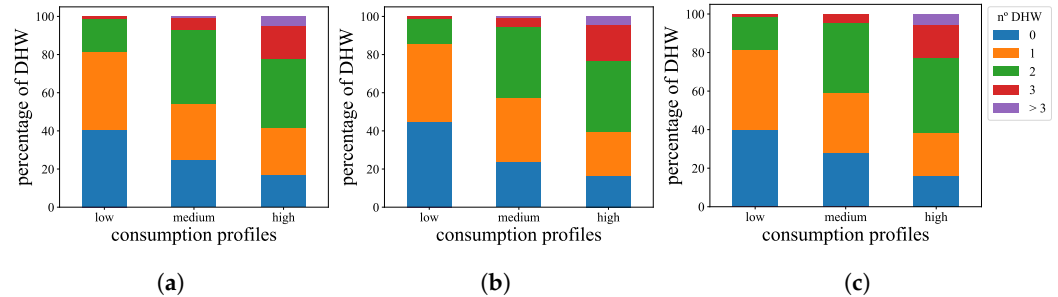 percentage of DHW
100
80
60
40
20
0
low medium high
consumption profiles
(a)
percentage of DHW
100
80
60
40
20
0
low medium high
consumption profiles
(b)
percentage of DHW
100
80
60
40
20
0
low medium high
consumption profiles
(c)
nº DHW
0
1
2
3
> 3